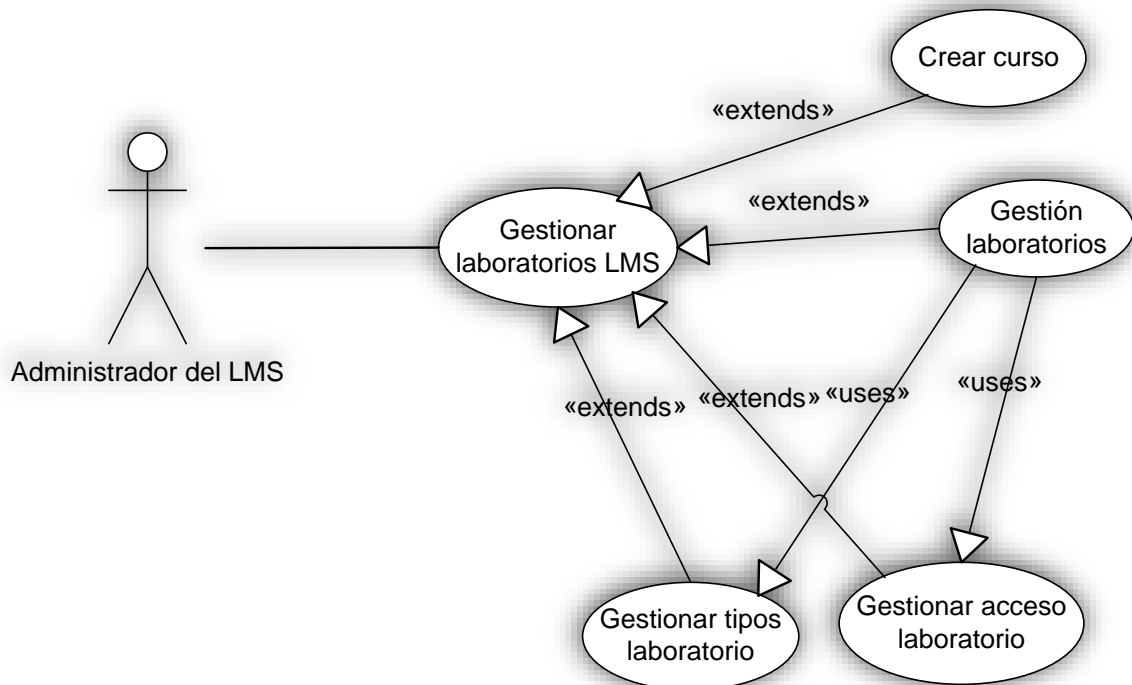 Crear curso
«extends»
«extends»
Gestión
laboratorios
Gestionar
laboratorios LMS
Administrador del LMS
«extends»
«extends»
«uses»
«uses»
Gestionar tipos
laboratorio
Gestionar acceso
laboratorio